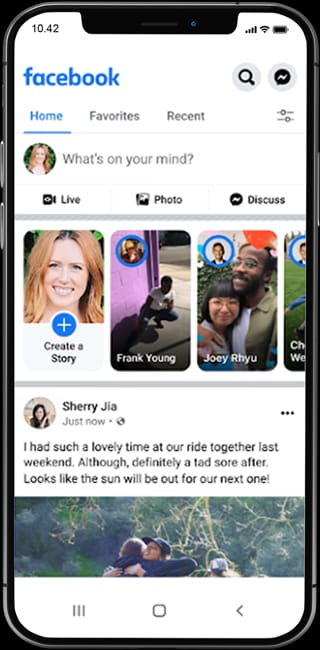 10.42
facebook
Home Favorites Recent
What's on your mind?
Live Photo Discuss
Create a
Story
Frank Young
Joey Rhyu
Che
We
Sherry Jia
Just now •
I had such a lovely time at our ride together last
weekend. Although, definitely a tad sore after.
Looks like the sun will be out for our next one!